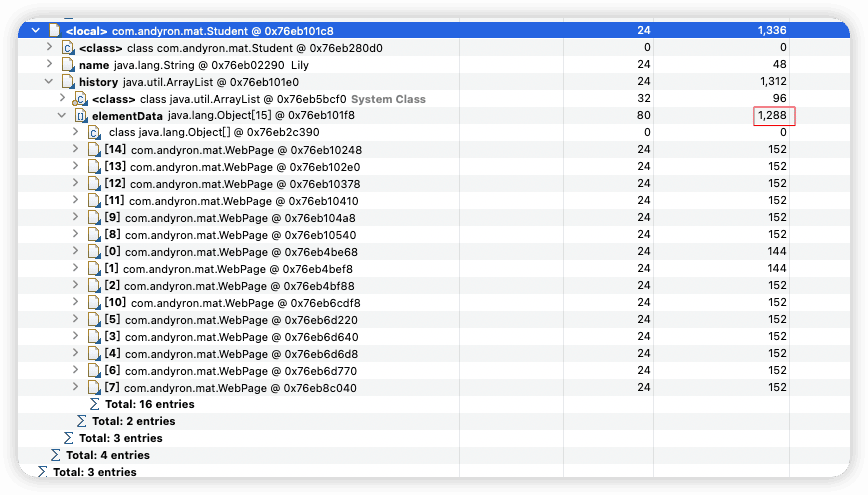 <local> com.andyron.mat.Student @ 0x76eb101c8 24 1,336
<class> class com.andyron.mat.Student @ 0x76eb280d0 0 0
name java.lang.String @ 0x76eb02290 Lily 24 48
history java.util.ArrayList @ 0x76eb101e0 24 1,312
<class> class java.util.ArrayList @ 0x76eb5bcf0 System Class 32 96
elementData java.lang.Object[15] @ 0x76eb101f8 80 1,288
class java.lang.Object[] @ 0x76eb2c390 0 0
[14] com.andyron.mat.WebPage @ 0x76eb10248 24 152
[13] com.andyron.mat.WebPage @ 0x76eb102e0 24 152
[12] com.andyron.mat.WebPage @ 0x76eb10378 24 152
[11] com.andyron.mat.WebPage @ 0x76eb10410 24 152
[9] com.andyron.mat.WebPage @ 0x76eb104a8 24 152
[8] com.andyron.mat.WebPage @ 0x76eb10540 24 152
[0] com.andyron.mat.WebPage @ 0x76eb4be68 24 144
[1] com.andyron.mat.WebPage @ 0x76eb4bef8 24 144
[2] com.andyron.mat.WebPage @ 0x76eb4bf88 24 152
[10] com.andyron.mat.WebPage @ 0x76eb6cdf8 24 152
[5] com.andyron.mat.WebPage @ 0x76eb6d220 24 152
[3] com.andyron.mat.WebPage @ 0x76eb6d640 24 152
[4] com.andyron.mat.WebPage @ 0x76eb6d6d8 24 152
[6] com.andyron.mat.WebPage @ 0x76eb6d770 24 152
[7] com.andyron.mat.WebPage @ 0x76eb8c040 24 152
Total: 16 entries
Total: 2 entries
Total: 3 entries
Total: 4 entries
Total: 3 entries